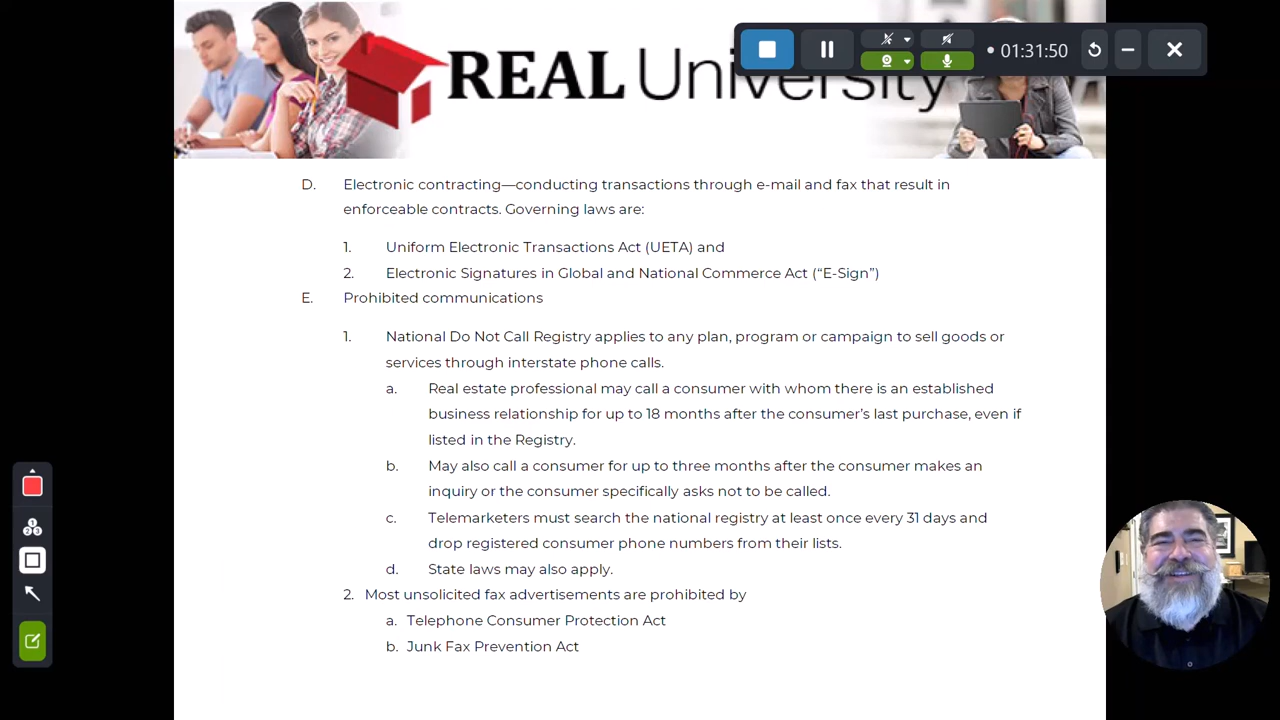 REAL University
01:31:50
D. Electronic contracting—conducting transactions through e-mail and fax that result in
enforceable contracts. Governing laws are:
1. Uniform Electronic Transactions Act (UETA) and
2. Electronic Signatures in Global and National Commerce Act (“E-Sign”)
E. Prohibited communications
1. National Do Not Call Registry applies to any plan, program or campaign to sell goods or
services through interstate phone calls.
a. Real estate professional may call a consumer with whom there is an established
business relationship for up to 18 months after the consumer’s last purchase, even if
listed in the Registry.
b. May also call a consumer for up to three months after the consumer makes an
inquiry or the consumer specifically asks not to be called.
c. Telemarketers must search the national registry at least once every 31 days and
drop registered consumer phone numbers from their lists.
d. State laws may also apply.
2. Most unsolicited fax advertisements are prohibited by
a. Telephone Consumer Protection Act
b. Junk Fax Prevention Act